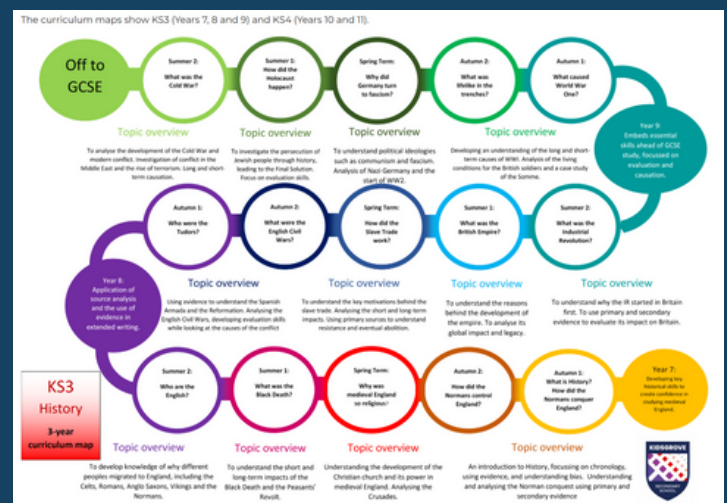 The curriculum maps show KS3 (Years 7, 8 and 9) and KS4 (Years 10 and 11).
Off to
GCSE
Summer 2:
What was the
Cold War?
Summer 1:
How did the
Holocaust
happen?
Spring Term:
Why did
Germany turn
to fascism?
Autumn 2:
What was
lifelike in the
trenches?
Autumn 1:
What caused
World War
One?
Topic overview
To analyse the development of the Cold War and
modern conflict. Investigation of conflict in the
Middle East and the rise of terrorism. Long and short-
term causation.
Topic overview
To investigate the persecution of
Jewish people through history,
leading to the Final Solution.
Focus on evaluation skills.
Topic overview
To understand political ideologies
such as communism and fascism.
Analysis of Nazi Germany and the
start of WW2.
Topic overview
Developing an understanding of the long and short-
term causes of WWI. Analysis of the living
conditions for the British soldiers and a case study
of the Somme.
Year 9:
Embeds essential
skills ahead of GCSE
study, focussed on
evaluation and
causation.
Autumn 1:
Who were the
Tudors?
Autumn 2:
What were the
English Civil
Wars?
Spring Term:
How did the
Slave Trade
work?
Summer 1:
What was the
British Empire?
Summer 2:
What was the
Industrial
Revolution?
Year 8:
Application of
source analysis
and the use of
evidence in
extended writing.
Topic overview
Using evidence to understand the Spanish
Armada and the Reformation. Analysing the
English Civil Wars, developing evaluation skills
while looking at the causes of the conflict
Topic overview
To understand the key motivations behind the
slave trade. Analysing the short and long-term
impacts. Using primary sources to understand
resistance and eventual abolition.
Topic overview
To understand the reasons
behind the development of
the empire. To analyse its
global impact and legacy.
Topic overview
To understand why the IR started in Britain
first. To use primary and secondary
evidence to evaluate its impact on Britain.
KS3
History
3-year
curriculum map
Summer 2:
Who are the
English?
Summer 1:
What was the
Black Death?
Spring Term:
Why was
medieval England
so religious?
Autumn 2:
How did the
Normans control
England?
Autumn 1:
What is History?
How did the
Normans conquer
England?
Year 7:
Developing key
historical skills to
create confidence in
studying medieval
England.
Topic overview
To develop knowledge of why different
peoples migrated to England, including the
Celts, Romans, Anglo Saxons, Vikings and the
Normans.
Topic overview
To understand the short and
long-term impacts of the
Black Death and the Peasants'
Revolt.
Topic overview
Understanding the development of the
Christian church and its power in
medieval England. Analysing the
Crusades.
Topic overview
An introduction to History, focussing on chronology,
using evidence, and understanding bias. Understanding
and analysing the Norman conquest using primary and
secondary evidence
KIDSGROVE
SECONDARY
SCHOOL